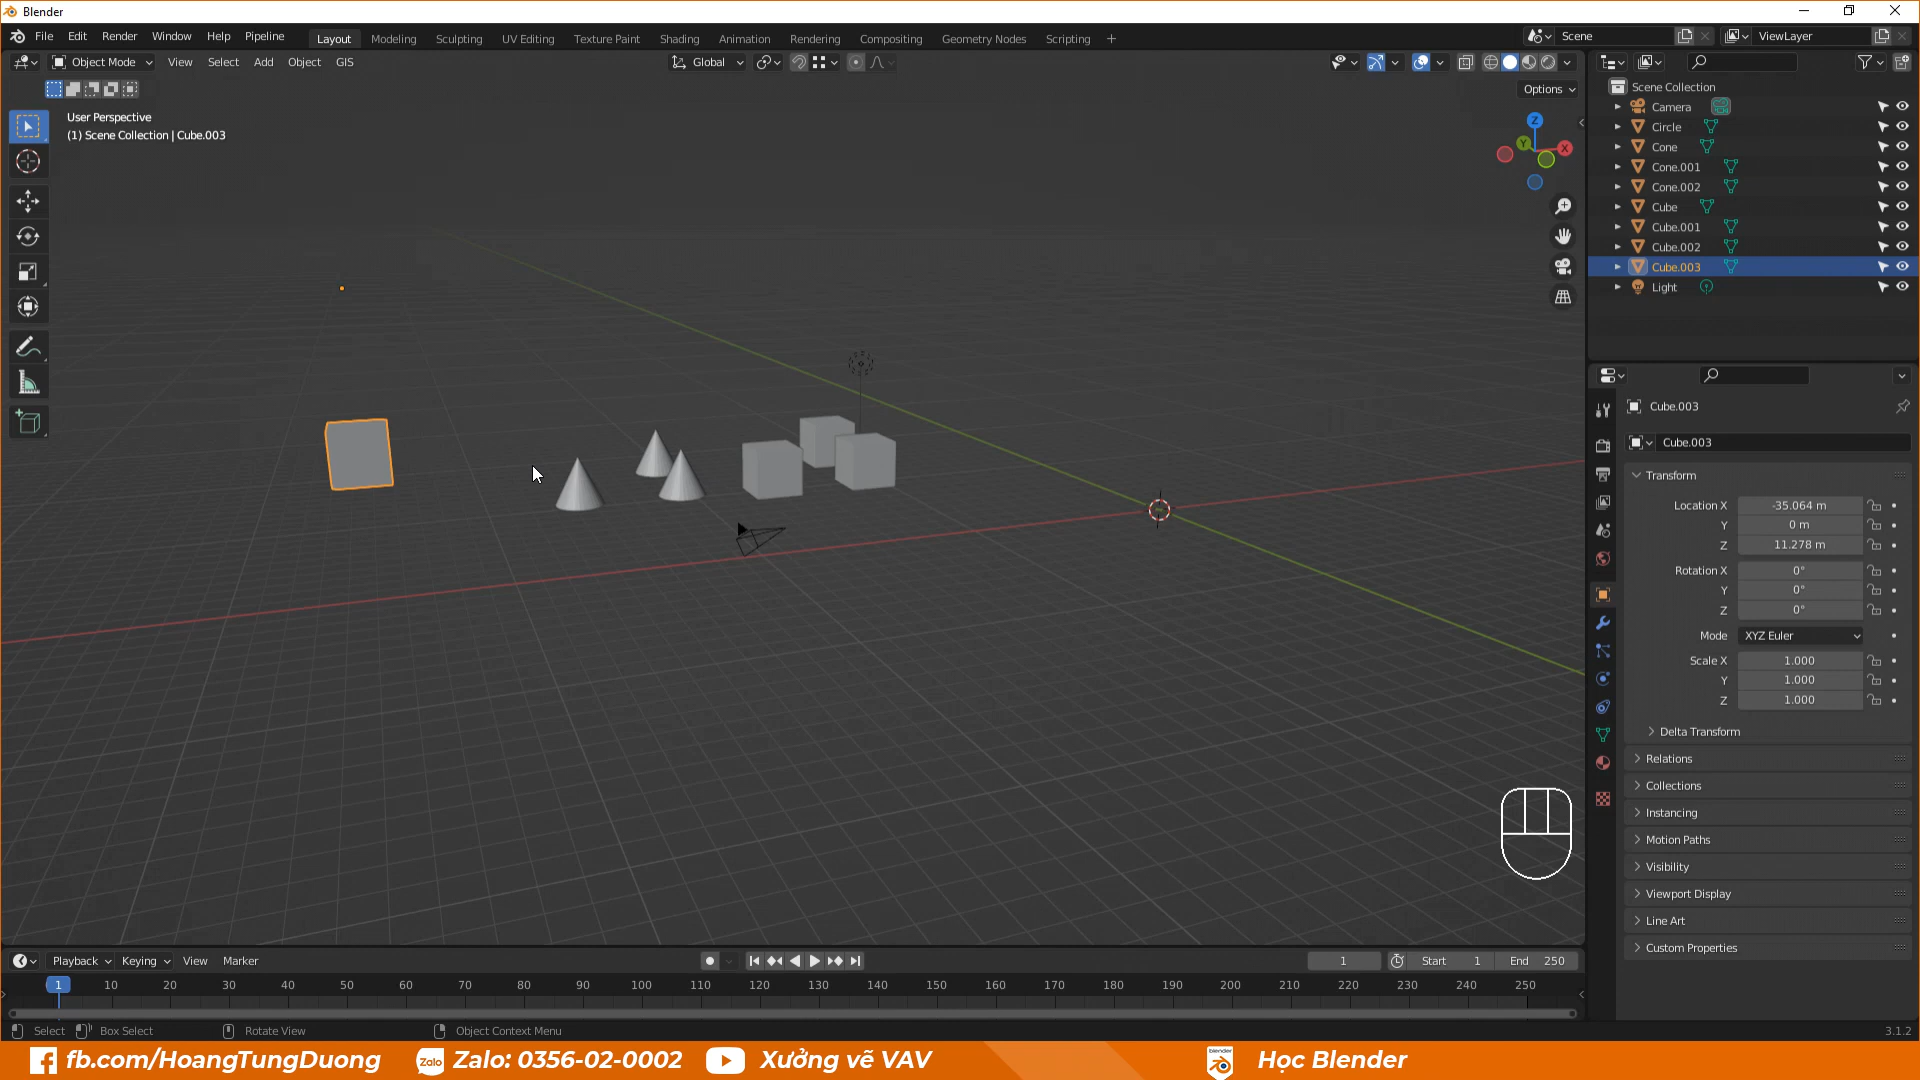 Blender
File Edit Render Window Help Pipeline Layout Modeling Sculpting UV Editing Texture Paint Shading Animation Rendering Compositing Geometry Nodes Scripting + Scene ViewLayer
Object Mode View Select Add Object GIS Global
Options
User Perspective
(1) Scene Collection | Cube.003
Z
Y
X
Scene Collection
Camera
Circle
Cone
Cone.001
Cone.002
Cube
Cube.001
Cube.002
Cube.003
Light
Cube.003
Cube.003
Transform
Location X -35.064 m
Y 0 m
Z 11.278 m
Rotation X 0°
Y 0°
Z 0°
Mode XYZ Euler
Scale X 1.000
Y 1.000
Z 1.000
Delta Transform
Relations
Collections
Instancing
Motion Paths
Visibility
Viewport Display
Line Art
Custom Properties
Playback Keying View Marker 1 Start 1 End 250
1 10 20 30 40 50 60 70 80 90 100 110 120 130 140 150 160 170 180 190 200 210 220 230 240 250
Select Box Select Rotate View Object Context Menu 3.1.2
fb.com/HoangTungDuong Zalo Zalo: 0356-02-0002 Xưởng vẽ VAV blender Học Blender